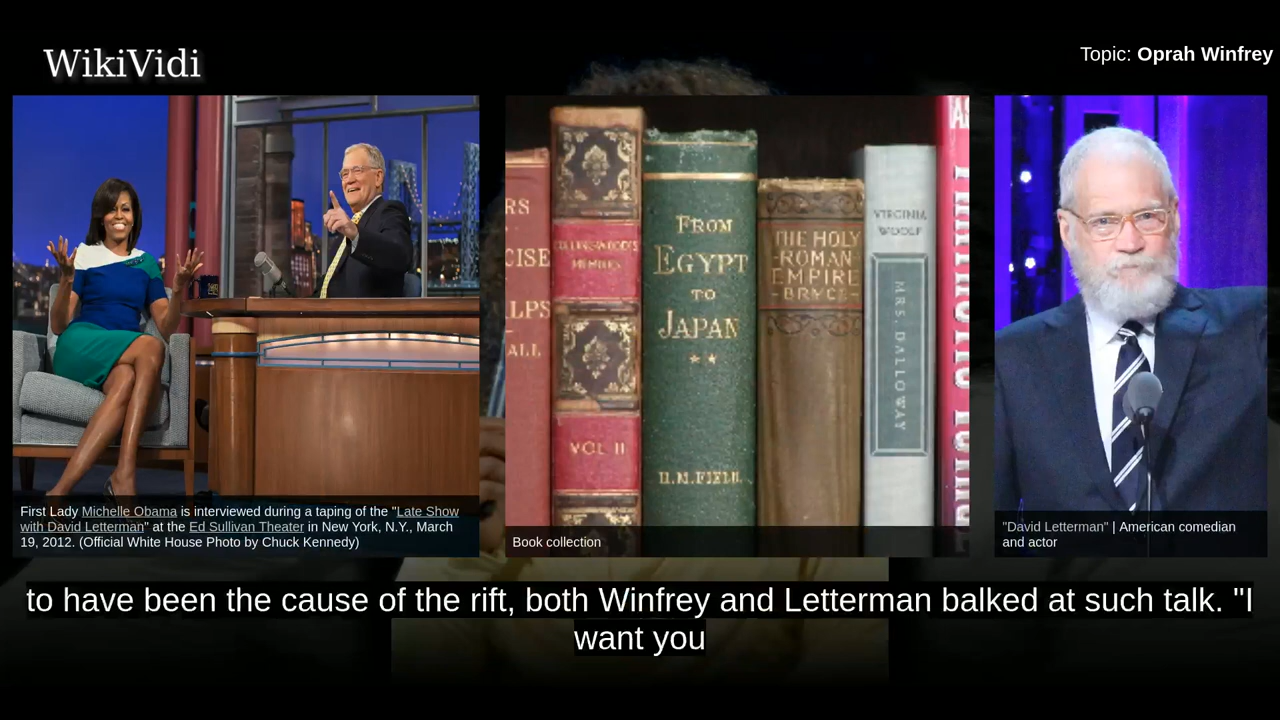 WikiVidi
Topic: Oprah Winfrey
First Lady Michelle Obama is interviewed during a taping of the "Late Show
with David Letterman" at the Ed Sullivan Theater in New York, N.Y., March
19, 2012. (Official White House Photo by Chuck Kennedy)
RS
CISE
ALL
VOL II
FROM
EGYPT
TO
JAPAN
H.M. FIELD.
THE HOLY
-ROMAN-
EMPIRE
-BRYCE-
VIRGINIA
WOOLF
MRS. DALLOWAY
Book collection
"David Letterman" | American comedian
and actor
to have been the cause of the rift, both Winfrey and Letterman balked at such talk. "I
want you